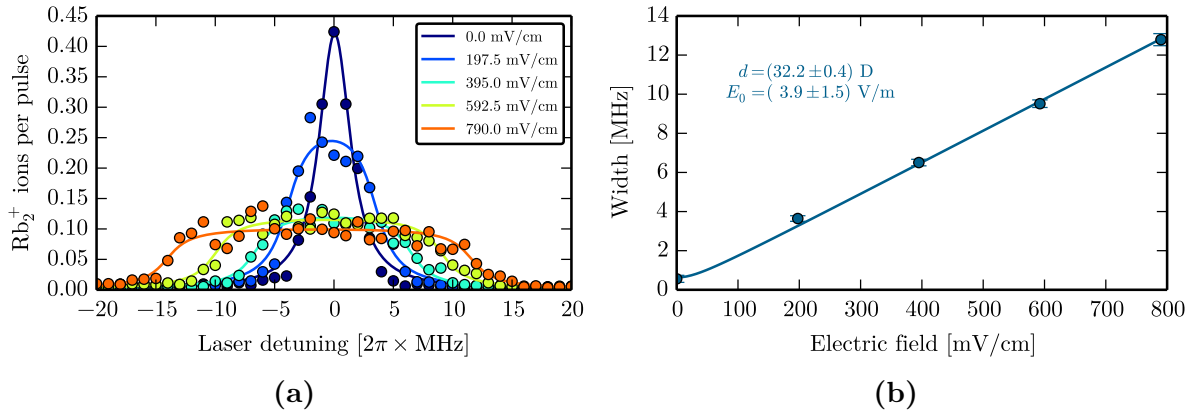 0.45
0.40
0.35
0.30
0.25
0.20
0.15
0.10
0.05
0.00
Rb₂⁺ ions per pulse
−20 −15 −10 −5 0 5 10 15 20
Laser detuning [2π × MHz]
0.0 mV/cm
197.5 mV/cm
395.0 mV/cm
592.5 mV/cm
790.0 mV/cm
(a)
14
12
10
8
6
4
2
0
Width [MHz]
d=(32.2±0.4) D
E₀=( 3.9±1.5) V/m
0 100 200 300 400 500 600 700 800
Electric field [mV/cm]
(b)